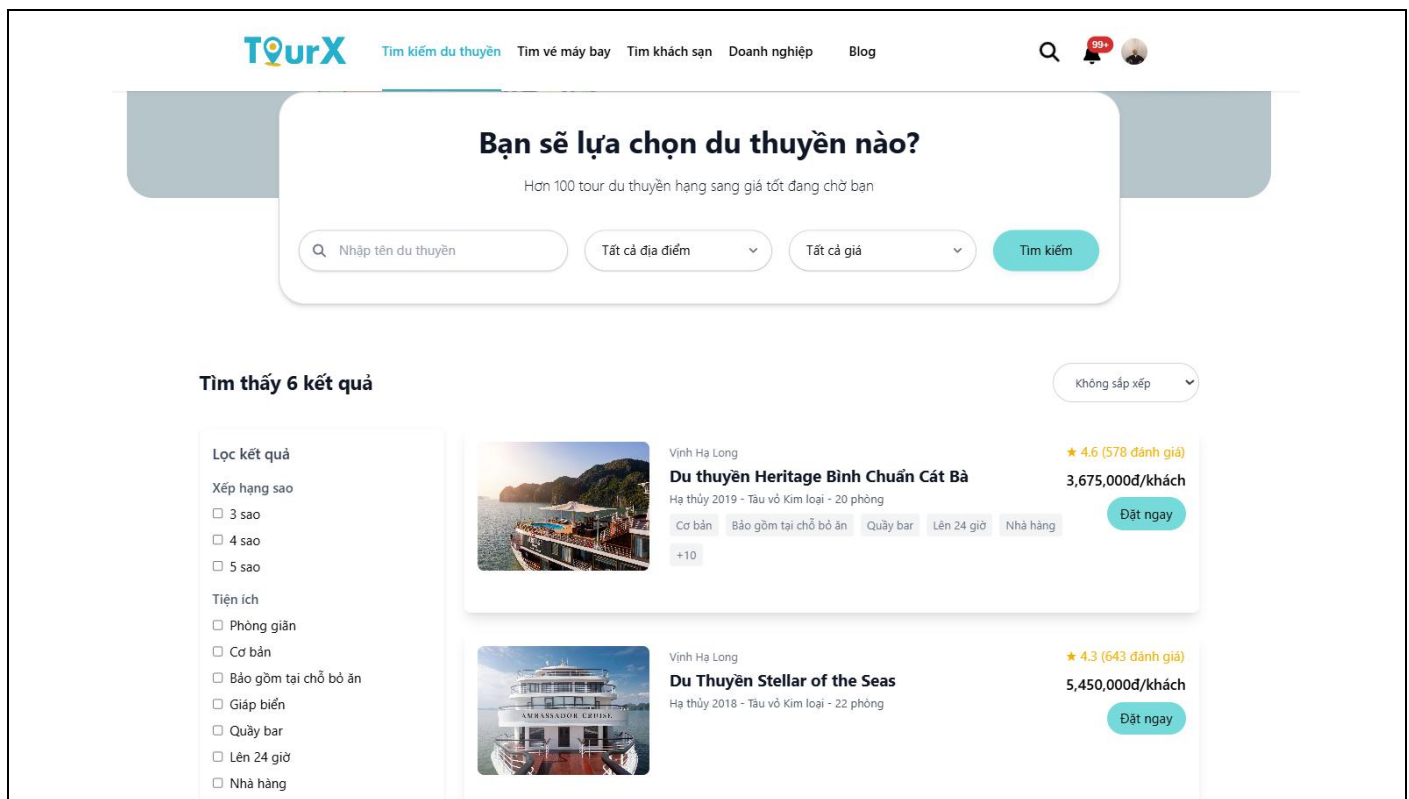 TourX
Tìm kiếm du thuyền Tìm vé máy bay Tìm khách sạn Doanh nghiệp Blog
99+
Bạn sẽ lựa chọn du thuyền nào?
Hơn 100 tour du thuyền hạng sang giá tốt đang chờ bạn
Nhập tên du thuyền
Tất cả địa điểm
Tất cả giá
Tìm kiếm
Tìm thấy 6 kết quả
Không sắp xếp
Lọc kết quả
Xếp hạng sao
3 sao
4 sao
5 sao
Tiện ích
Phòng giãn
Cơ bản
Bảo gồm tại chỗ bỏ ăn
Giáp biển
Quầy bar
Lên 24 giờ
Nhà hàng
Vịnh Hạ Long
Du thuyền Heritage Bình Chuẩn Cát Bà
Hạ thủy 2019 - Tàu vỏ Kim loại - 20 phòng
Cơ bản Bảo gồm tại chỗ bỏ ăn Quầy bar Lên 24 giờ Nhà hàng
+10
★ 4.6 (578 đánh giá)
3,675,000đ/khách
Đặt ngay
AMBASSADOR CRUISE
Vịnh Hạ Long
Du Thuyền Stellar of the Seas
Hạ thủy 2018 - Tàu vỏ Kim loại - 22 phòng
★ 4.3 (643 đánh giá)
5,450,000đ/khách
Đặt ngay